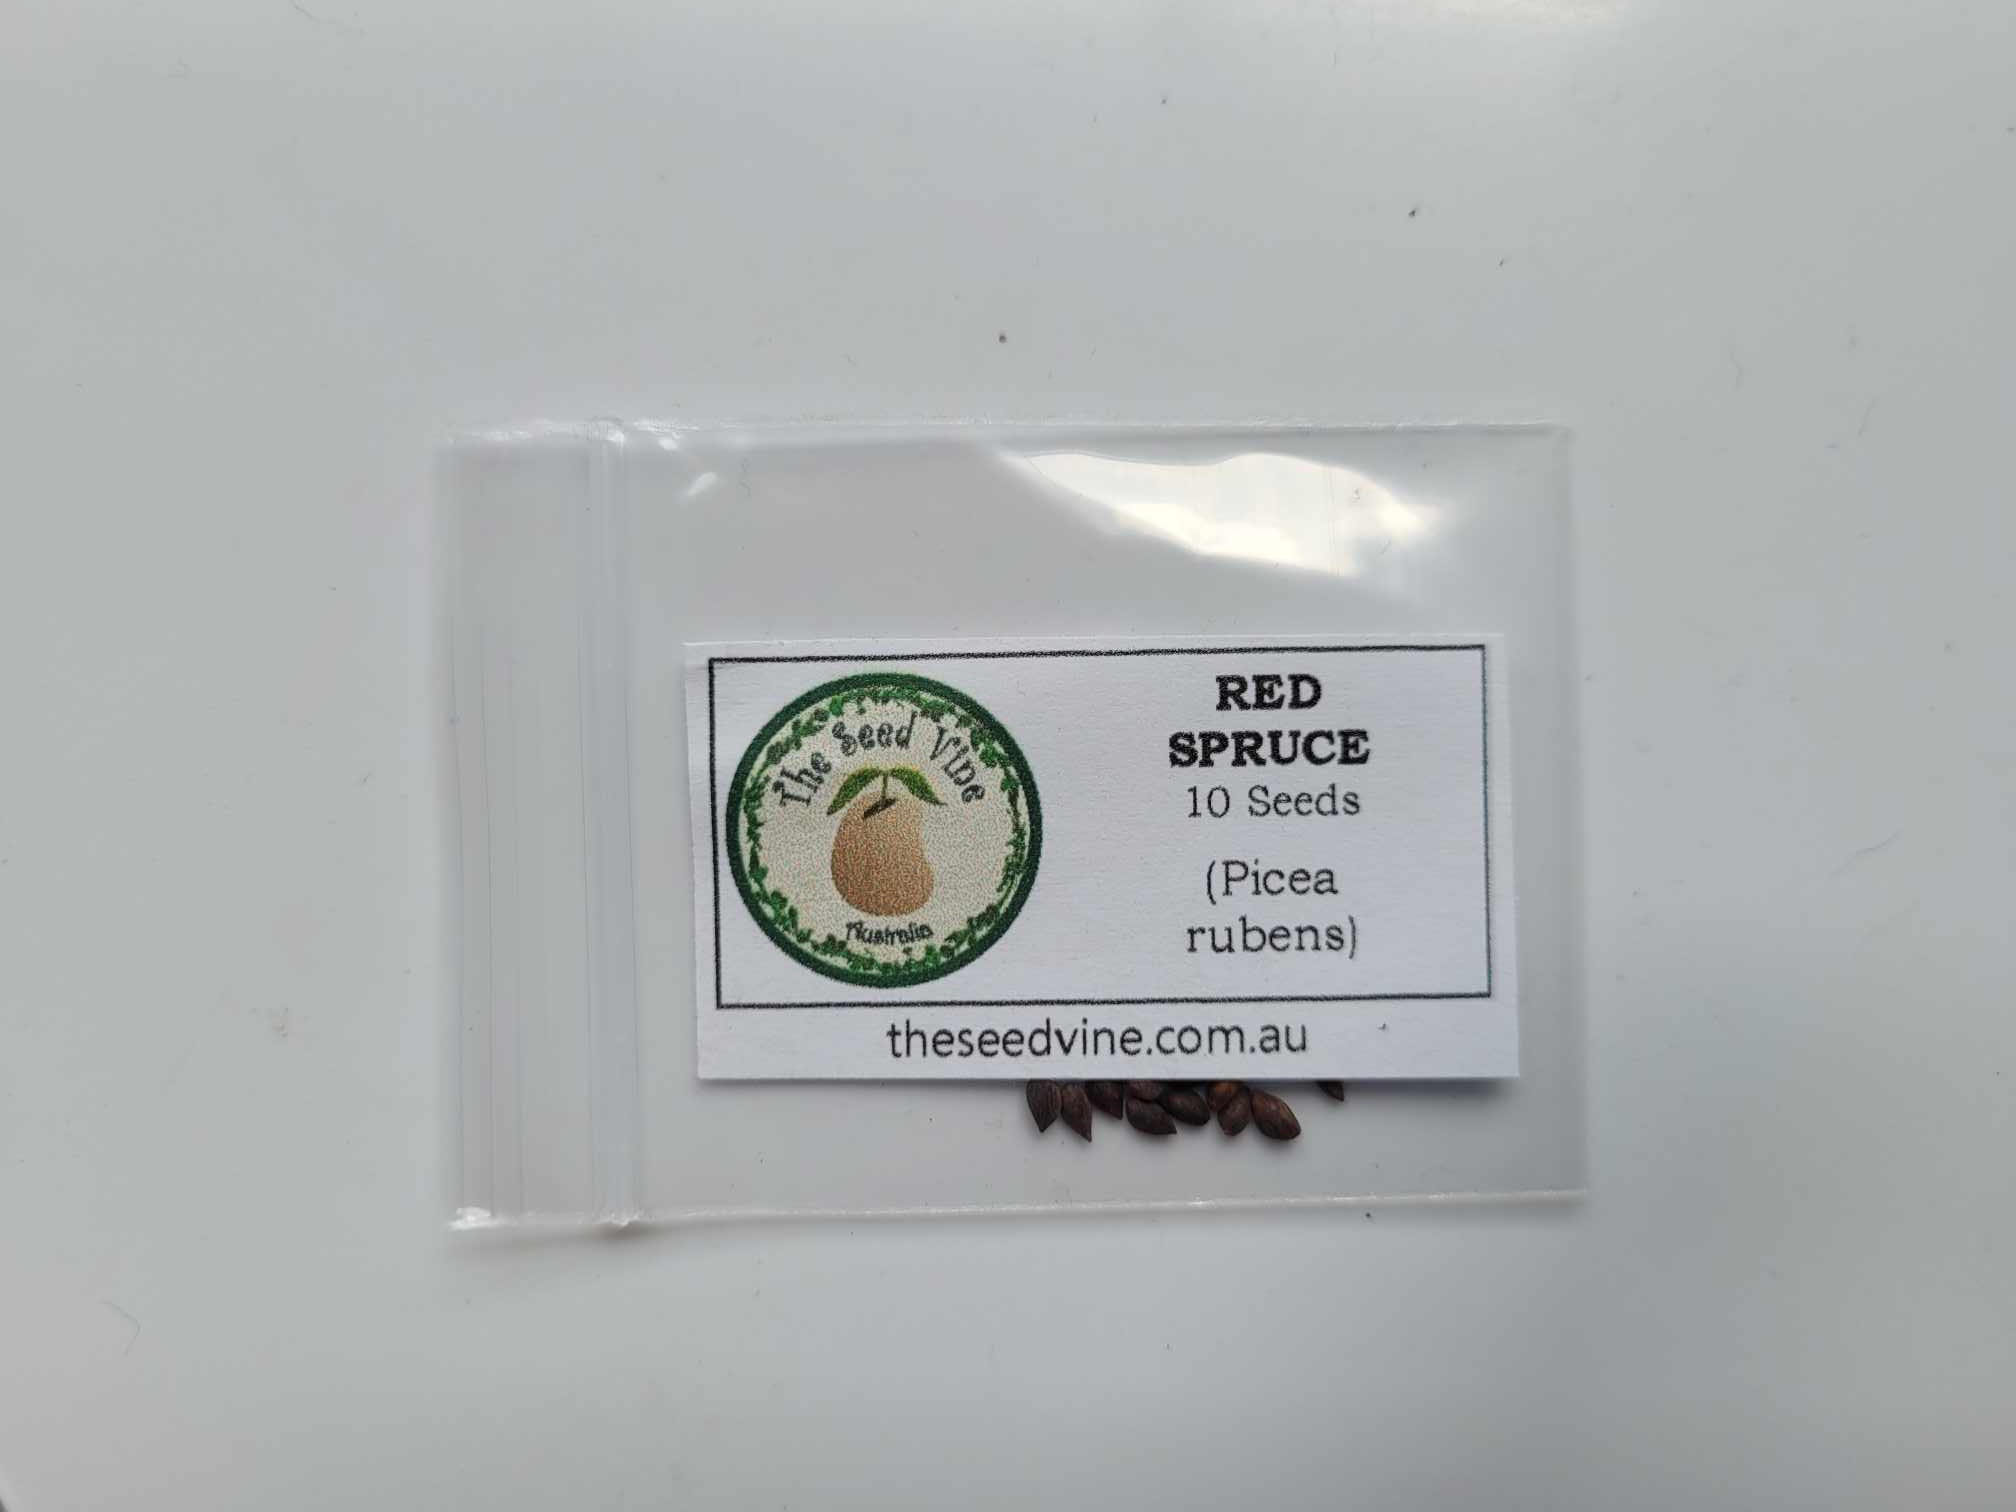 The Seed Vine
Australia
RED
SPRUCE
10 Seeds
(Picea
rubens)
theseedvine.com.au